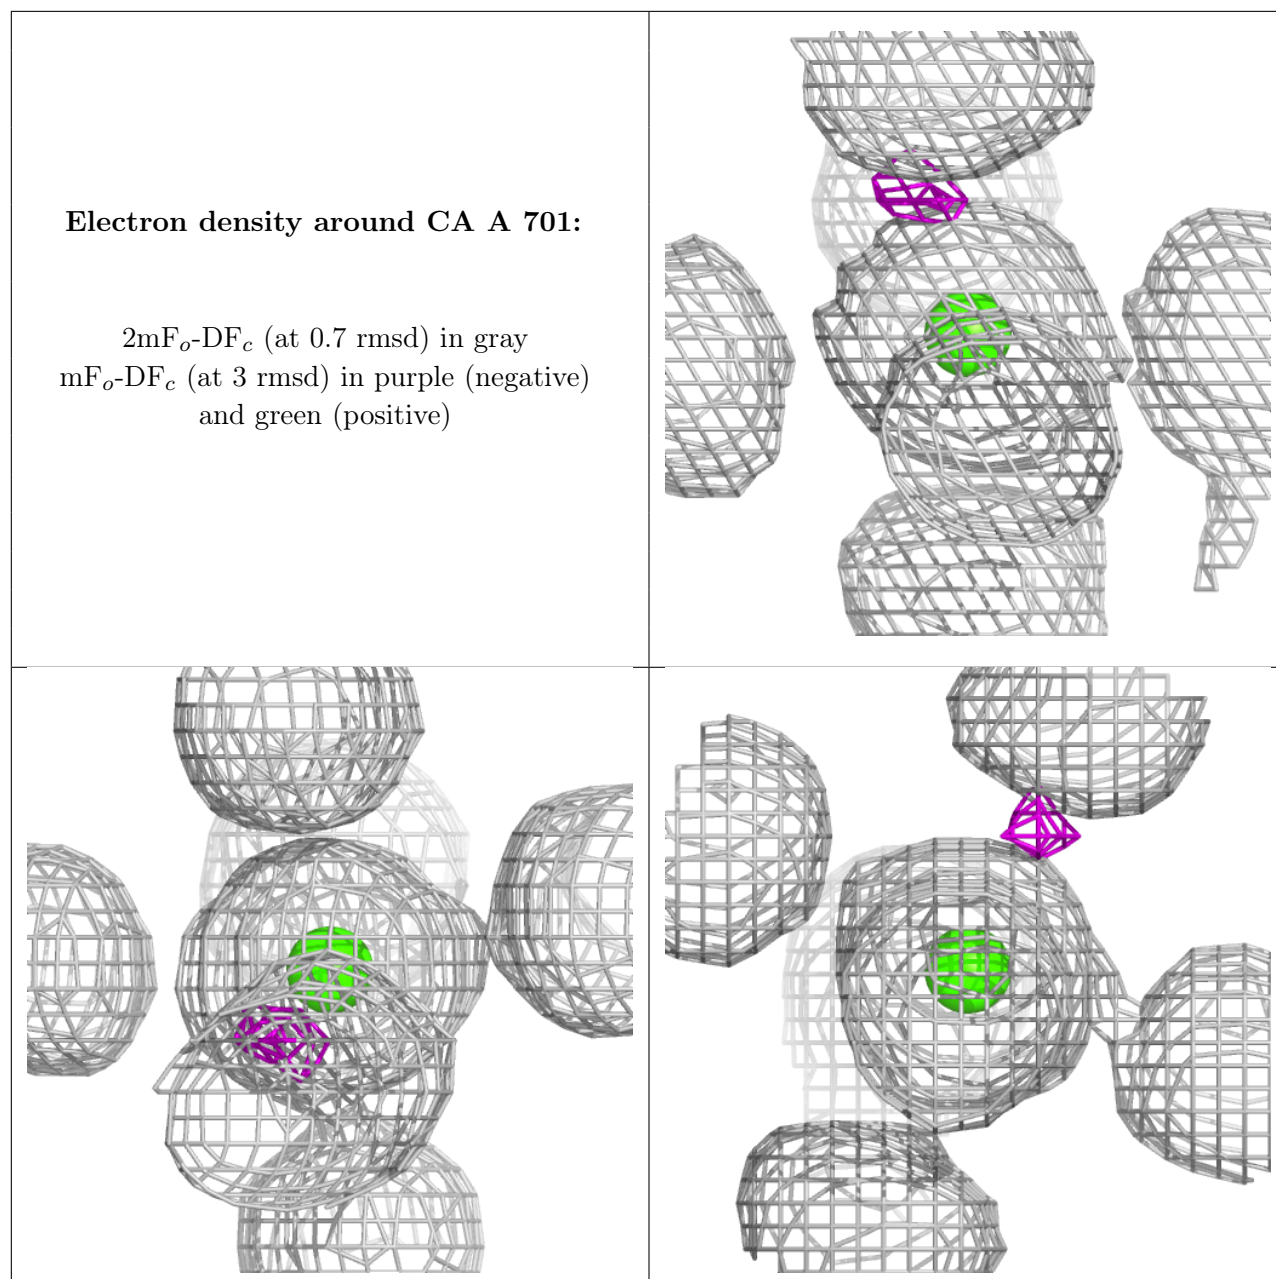 Electron density around CA A 701:
2mFo-DFc (at 0.7 rmsd) in gray
mFo-DFc (at 3 rmsd) in purple (negative)
and green (positive)